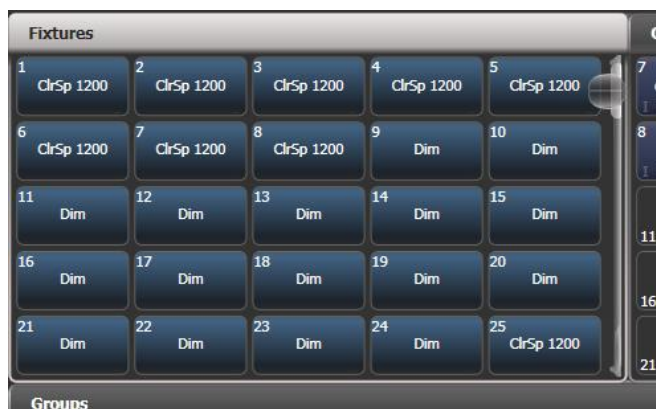 Fixtures
1 2 3 4 5 7
ClrSp 1200 ClrSp 1200 ClrSp 1200 ClrSp 1200 ClrSp 1200
6 7 8 9 10 8
ClrSp 1200 ClrSp 1200 ClrSp 1200 Dim Dim
11 12 13 14 15
Dim Dim Dim Dim Dim
11
16 17 18 19 20
Dim Dim Dim Dim Dim
16
21 22 23 24 25
Dim Dim Dim Dim ClrSp 1200
21
Groups